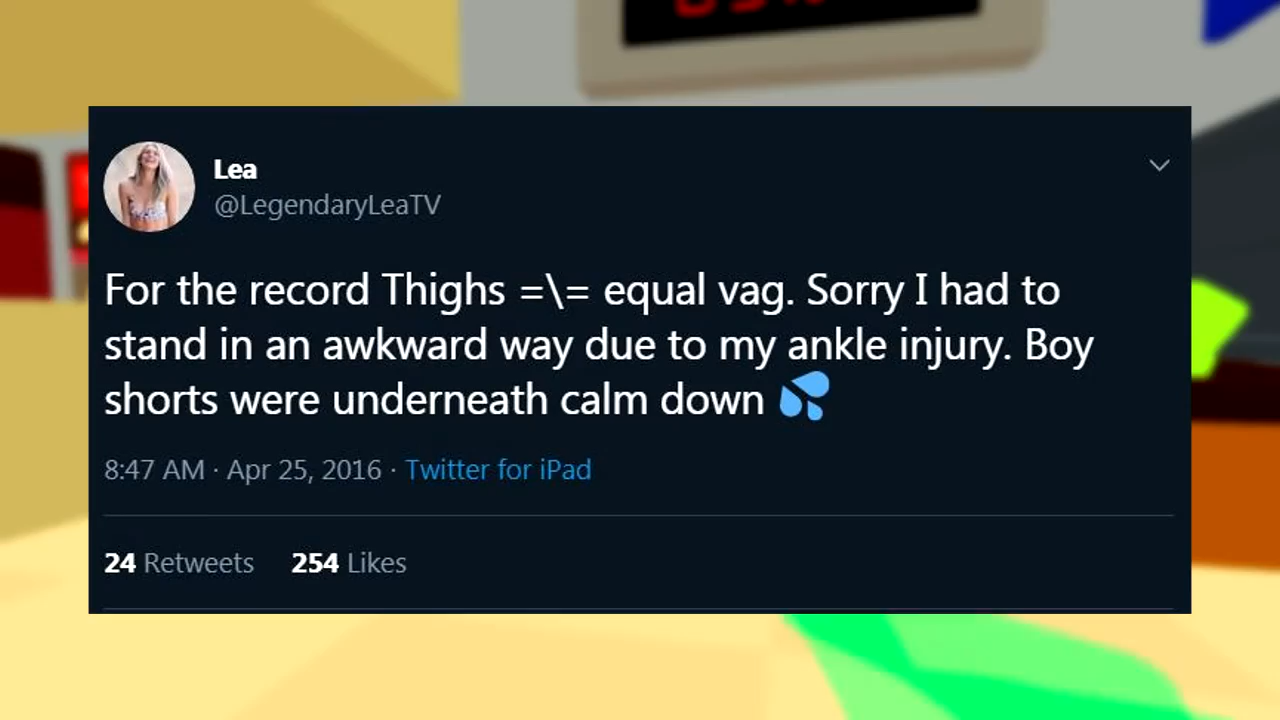 Lea
@LegendaryLeaTV
For the record Thighs =\= equal vag. Sorry I had to
stand in an awkward way due to my ankle injury. Boy
shorts were underneath calm down 💦
8:47 AM · Apr 25, 2016 · Twitter for iPad
24 Retweets 254 Likes